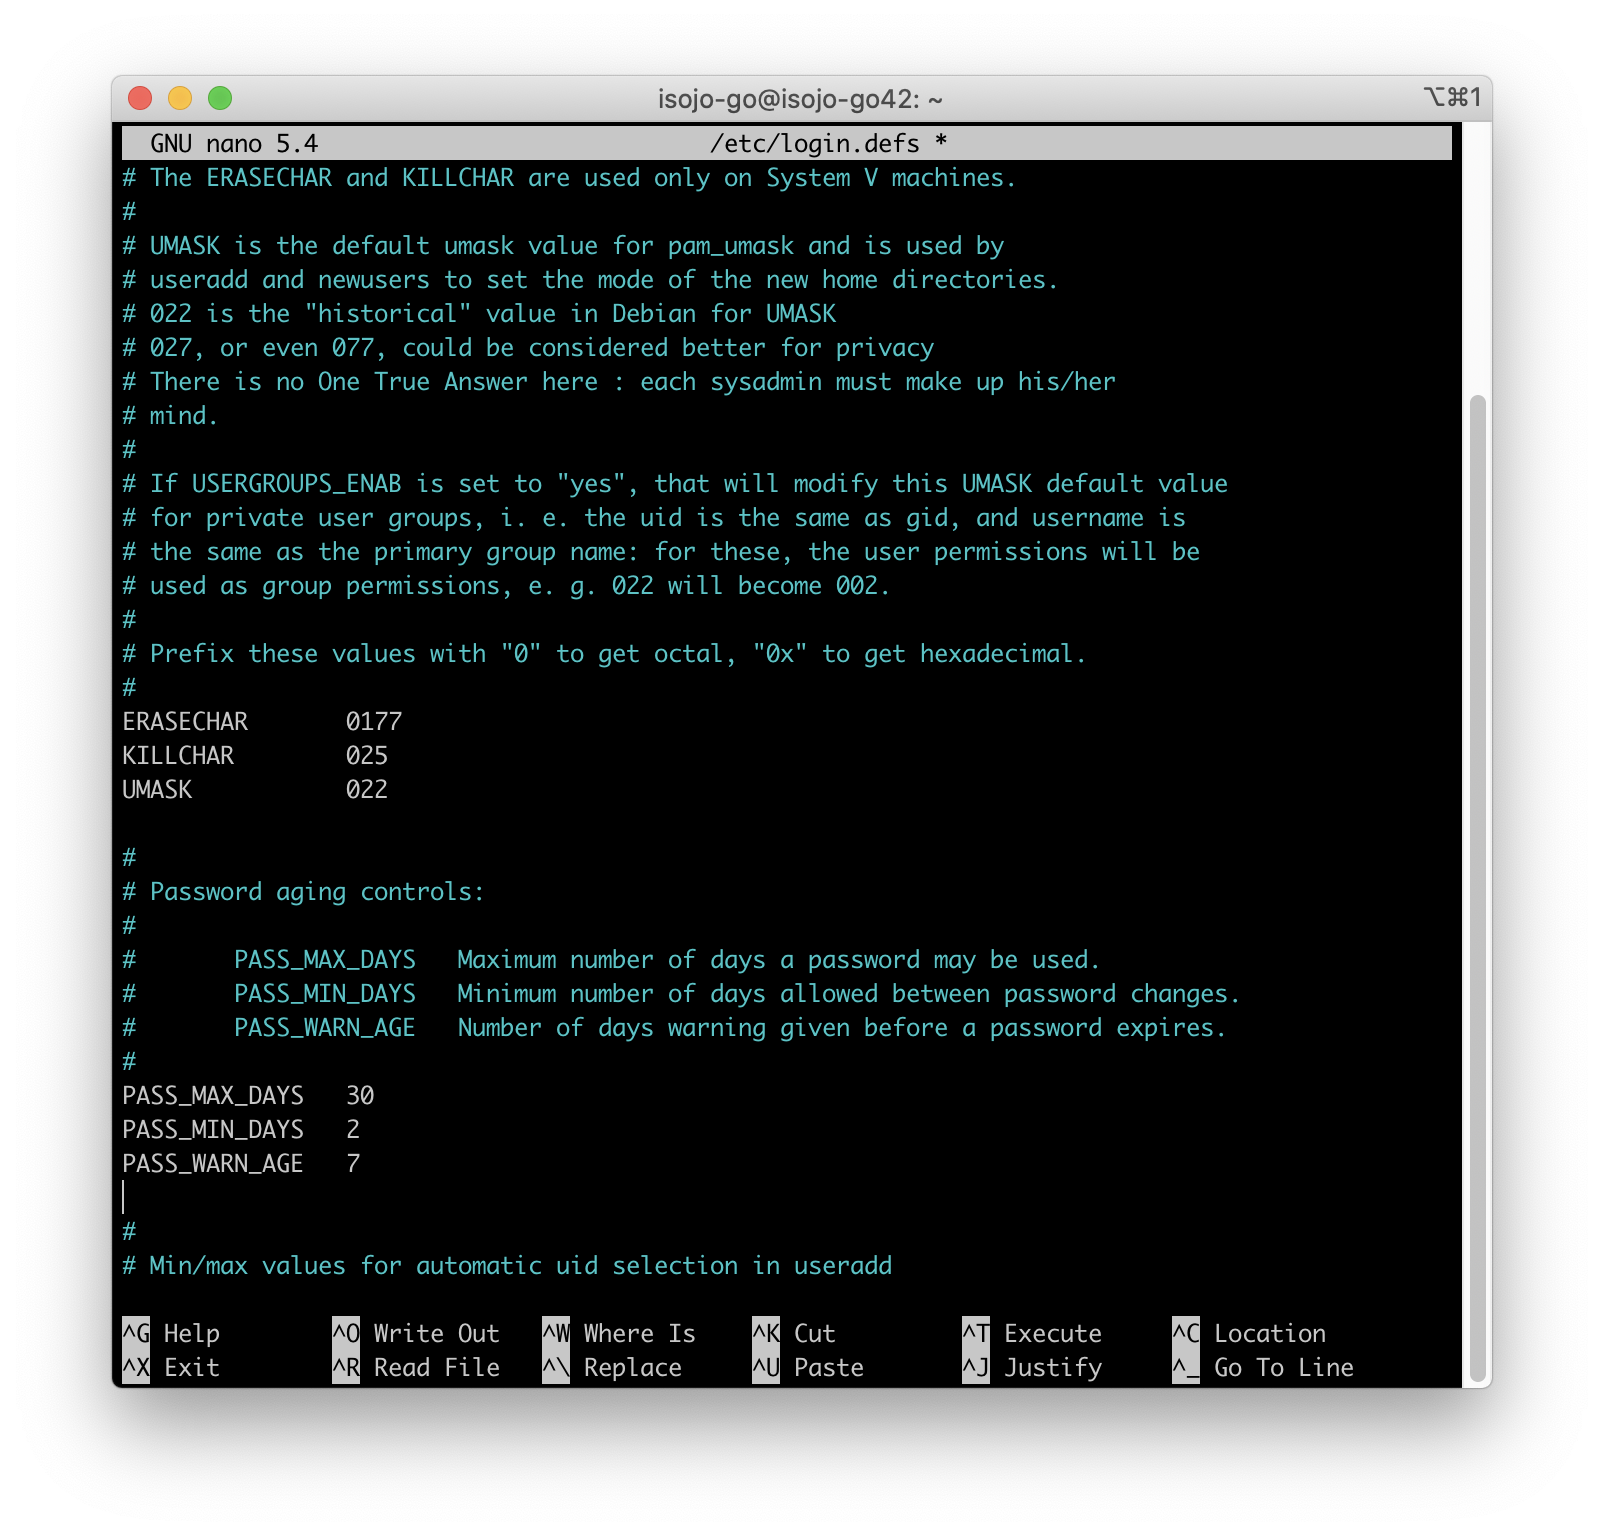 isojo-go@isojo-go42: ~ ⌥⌘1
GNU nano 5.4 /etc/login.defs *
# The ERASECHAR and KILLCHAR are used only on System V machines.
#
# UMASK is the default umask value for pam_umask and is used by
# useradd and newusers to set the mode of the new home directories.
# 022 is the "historical" value in Debian for UMASK
# 027, or even 077, could be considered better for privacy
# There is no One True Answer here : each sysadmin must make up his/her
# mind.
#
# If USERGROUPS_ENAB is set to "yes", that will modify this UMASK default value
# for private user groups, i. e. the uid is the same as gid, and username is
# the same as the primary group name: for these, the user permissions will be
# used as group permissions, e. g. 022 will become 002.
#
# Prefix these values with "0" to get octal, "0x" to get hexadecimal.
#
ERASECHAR 0177
KILLCHAR 025
UMASK 022
#
# Password aging controls:
#
# PASS_MAX_DAYS Maximum number of days a password may be used.
# PASS_MIN_DAYS Minimum number of days allowed between password changes.
# PASS_WARN_AGE Number of days warning given before a password expires.
#
PASS_MAX_DAYS 30
PASS_MIN_DAYS 2
PASS_WARN_AGE 7
#
# Min/max values for automatic uid selection in useradd
^G Help ^O Write Out ^W Where Is ^K Cut ^T Execute ^C Location
^X Exit ^R Read File ^\ Replace ^U Paste ^J Justify ^_ Go To Line